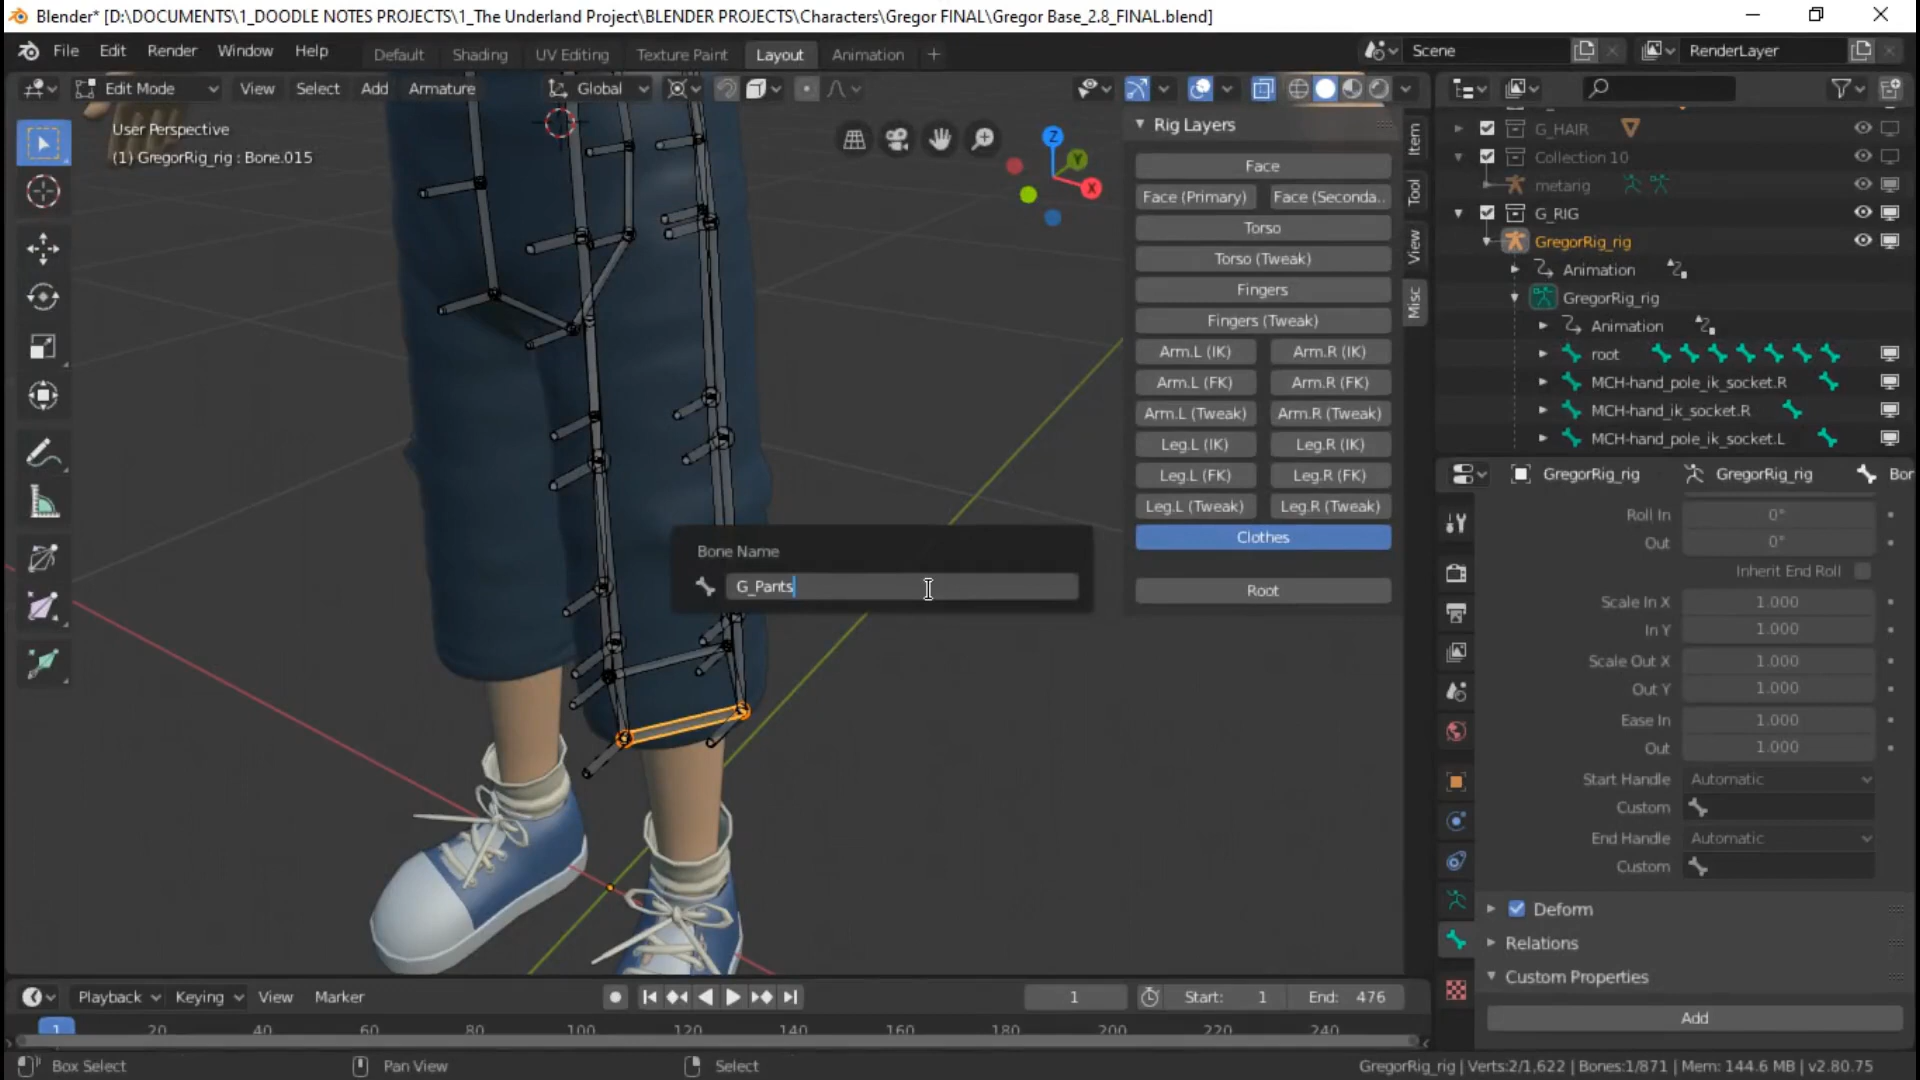 Blender* [D:\DOCUMENTS\1_DOODLE NOTES PROJECTS\1_The Underland Project\BLENDER PROJECTS\Characters\Gregor FINAL\Gregor Base_2.8_FINAL.blend]
File Edit Render Window Help Default Shading UV Editing Texture Paint Layout Animation + Scene RenderLayer
Edit Mode View Select Add Armature Global
User Perspective
(1) GregorRig_rig : Bone.015
Z
Y
X
Rig Layers
Face
Face (Primary) Face (Seconda..
Torso
Torso (Tweak)
Fingers
Fingers (Tweak)
Arm.L (IK) Arm.R (IK)
Arm.L (FK) Arm.R (FK)
Arm.L (Tweak) Arm.R (Tweak)
Leg.L (IK) Leg.R (IK)
Leg.L (FK) Leg.R (FK)
Leg.L (Tweak) Leg.R (Tweak)
Clothes
Root
Item
Tool
View
Misc
Bone Name
G_Pants
G_HAIR
Collection 10
metarig
G_RIG
GregorRig_rig
Animation
GregorRig_rig
Animation
root
MCH-hand_pole_ik_socket.R
MCH-hand_ik_socket.R
MCH-hand_pole_ik_socket.L
GregorRig_rig GregorRig_rig Bor
Roll In 0°
Out 0°
Inherit End Roll
Scale In X 1.000
In Y 1.000
Scale Out X 1.000
Out Y 1.000
Ease In 1.000
Out 1.000
Start Handle Automatic
Custom
End Handle Automatic
Custom
Deform
Relations
Custom Properties
Add
Playback Keying View Marker 1 Start: 1 End: 476
1 20 40 60 80 100 120 140 160 180 200 220 240
Box Select Pan View Select GregorRig_rig | Verts:2/1,622 | Bones:1/871 | Mem: 144.6 MB | v2.80.75